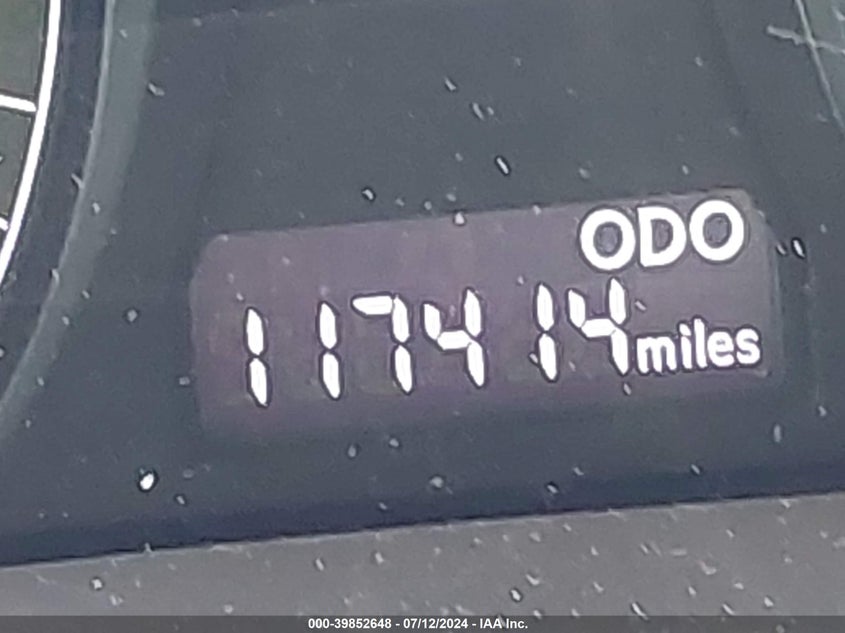 ODO
117414 miles
000-39852648 - 07/12/2024 - IAA Inc.